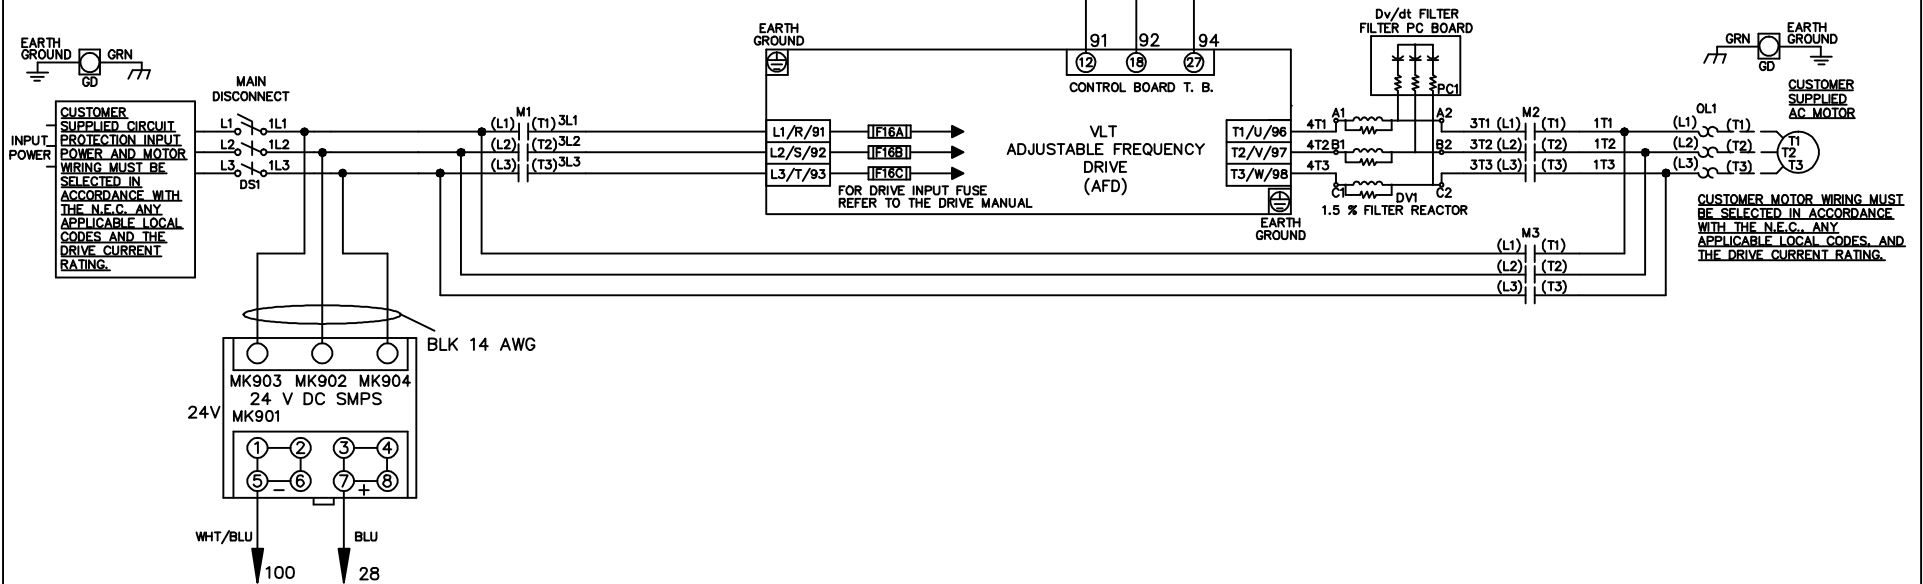 EARTH
GROUND
GRN
GD
MAIN
DISCONNECT
INPUT
POWER
CUSTOMER
SUPPLIED CIRCUIT
PROTECTION INPUT
POWER AND MOTOR
WIRING MUST BE
SELECTED IN
ACCORDANCE WITH
THE N.E.C. ANY
APPLICABLE LOCAL
CODES AND THE
DRIVE CURRENT
RATING.
L1 1L1
L2 1L2
L3 1L3
DS1
M1
(L1) (T1) 3L1
(L2) (T2) 3L2
(L3) (T3) 3L3
EARTH
GROUND
91 92 94
12 18 27
CONTROL BOARD T. B.
L1/R/91
L2/S/92
L3/T/93
F16A
F16B
F16C
FOR DRIVE INPUT FUSE
REFER TO THE DRIVE MANUAL
VLT
ADJUSTABLE FREQUENCY
DRIVE
(AFD)
T1/U/96
T2/V/97
T3/W/98
EARTH
GROUND
Dv/dt FILTER
FILTER PC BOARD
PC1
4T1 A1 A2
4T2 B1 B2
4T3 C1 C2
DV1
1.5 % FILTER REACTOR
M2
3T1 (L1) (T1) 1T1
3T2 (L2) (T2) 1T2
3T3 (L3) (T3) 1T3
M3
(L1) (T1)
(L2) (T2)
(L3) (T3)
GRN
GD
EARTH
GROUND
CUSTOMER
SUPPLIED
AC MOTOR
OL1
(L1) (T1)
(L2) (T2)
(L3) (T3)
T1
T2
T3
CUSTOMER MOTOR WIRING MUST
BE SELECTED IN ACCORDANCE
WITH THE N.E.C., ANY
APPLICABLE LOCAL CODES, AND
THE DRIVE CURRENT RATING.
BLK 14 AWG
MK903 MK902 MK904
24 V DC SMPS
24V
MK901
1 2 3 4
5 6 7 8
- +
WHT/BLU BLU
100 28